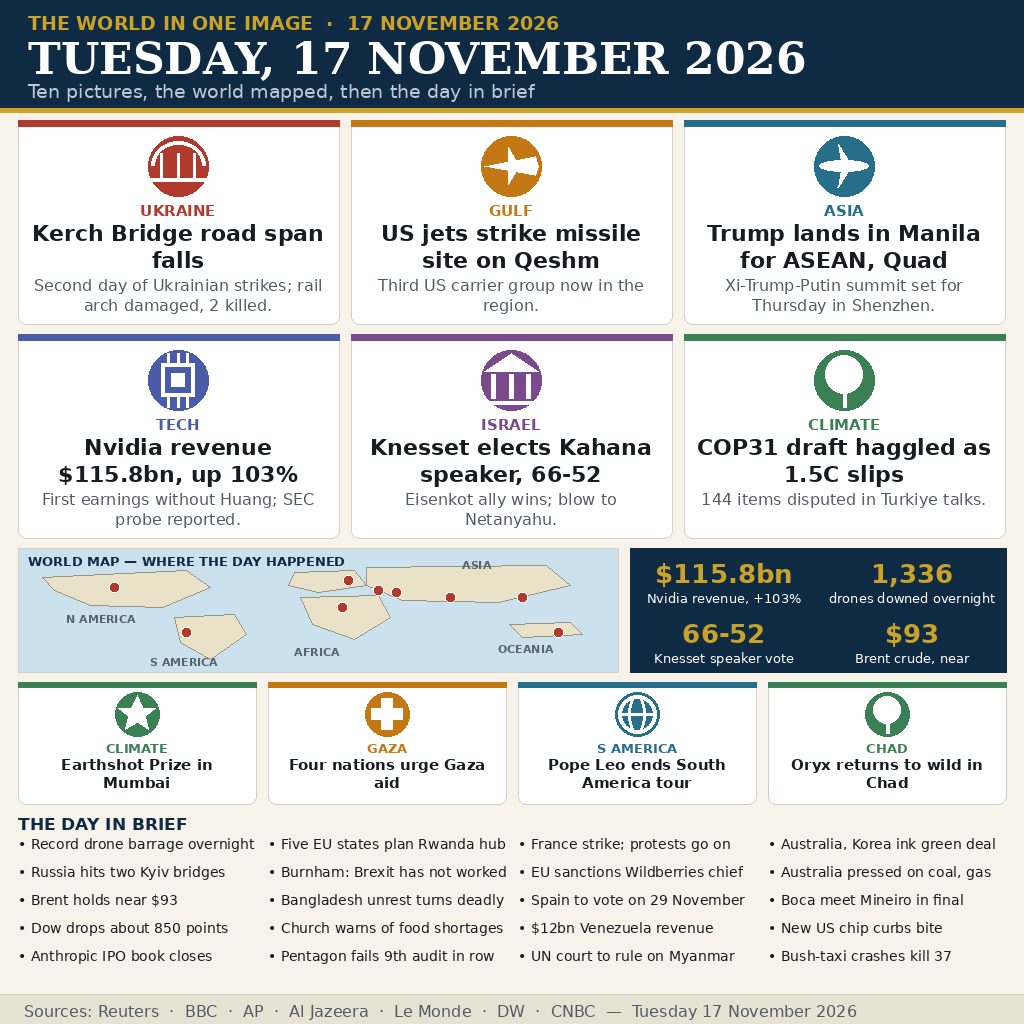 THE WORLD IN ONE IMAGE · 17 NOVEMBER 2026
TUESDAY, 17 NOVEMBER 2026
Ten pictures, the world mapped, then the day in brief
UKRAINE
Kerch Bridge road span
falls
Second day of Ukrainian strikes; rail
arch damaged, 2 killed.
GULF
US jets strike missile
site on Qeshm
Third US carrier group now in the
region.
ASIA
Trump lands in Manila
for ASEAN, Quad
Xi-Trump-Putin summit set for
Thursday in Shenzhen.
TECH
Nvidia revenue
$115.8bn, up 103%
First earnings without Huang; SEC
probe reported.
ISRAEL
Knesset elects Kahana
speaker, 66-52
Eisenkot ally wins; blow to
Netanyahu.
CLIMATE
COP31 draft haggled as
1.5C slips
144 items disputed in Turkiye talks.
WORLD MAP — WHERE THE DAY HAPPENED
ASIA
N AMERICA
S AMERICA
AFRICA
OCEANIA
$115.8bn
Nvidia revenue, +103%
1,336
drones downed overnight
66-52
Knesset speaker vote
$93
Brent crude, near
CLIMATE
Earthshot Prize in
Mumbai
GAZA
Four nations urge Gaza
aid
S AMERICA
Pope Leo ends South
America tour
CHAD
Oryx returns to wild in
Chad
THE DAY IN BRIEF
• Record drone barrage overnight
• Russia hits two Kyiv bridges
• Brent holds near $93
• Dow drops about 850 points
• Anthropic IPO book closes
• Five EU states plan Rwanda hub
• Burnham: Brexit has not worked
• Bangladesh unrest turns deadly
• Church warns of food shortages
• Pentagon fails 9th audit in row
• France strike; protests go on
• EU sanctions Wildberries chief
• Spain to vote on 29 November
• $12bn Venezuela revenue
• UN court to rule on Myanmar
• Australia, Korea ink green deal
• Australia pressed on coal, gas
• Boca meet Mineiro in final
• New US chip curbs bite
• Bush-taxi crashes kill 37
Sources: Reuters · BBC · AP · Al Jazeera · Le Monde · DW · CNBC — Tuesday 17 November 2026